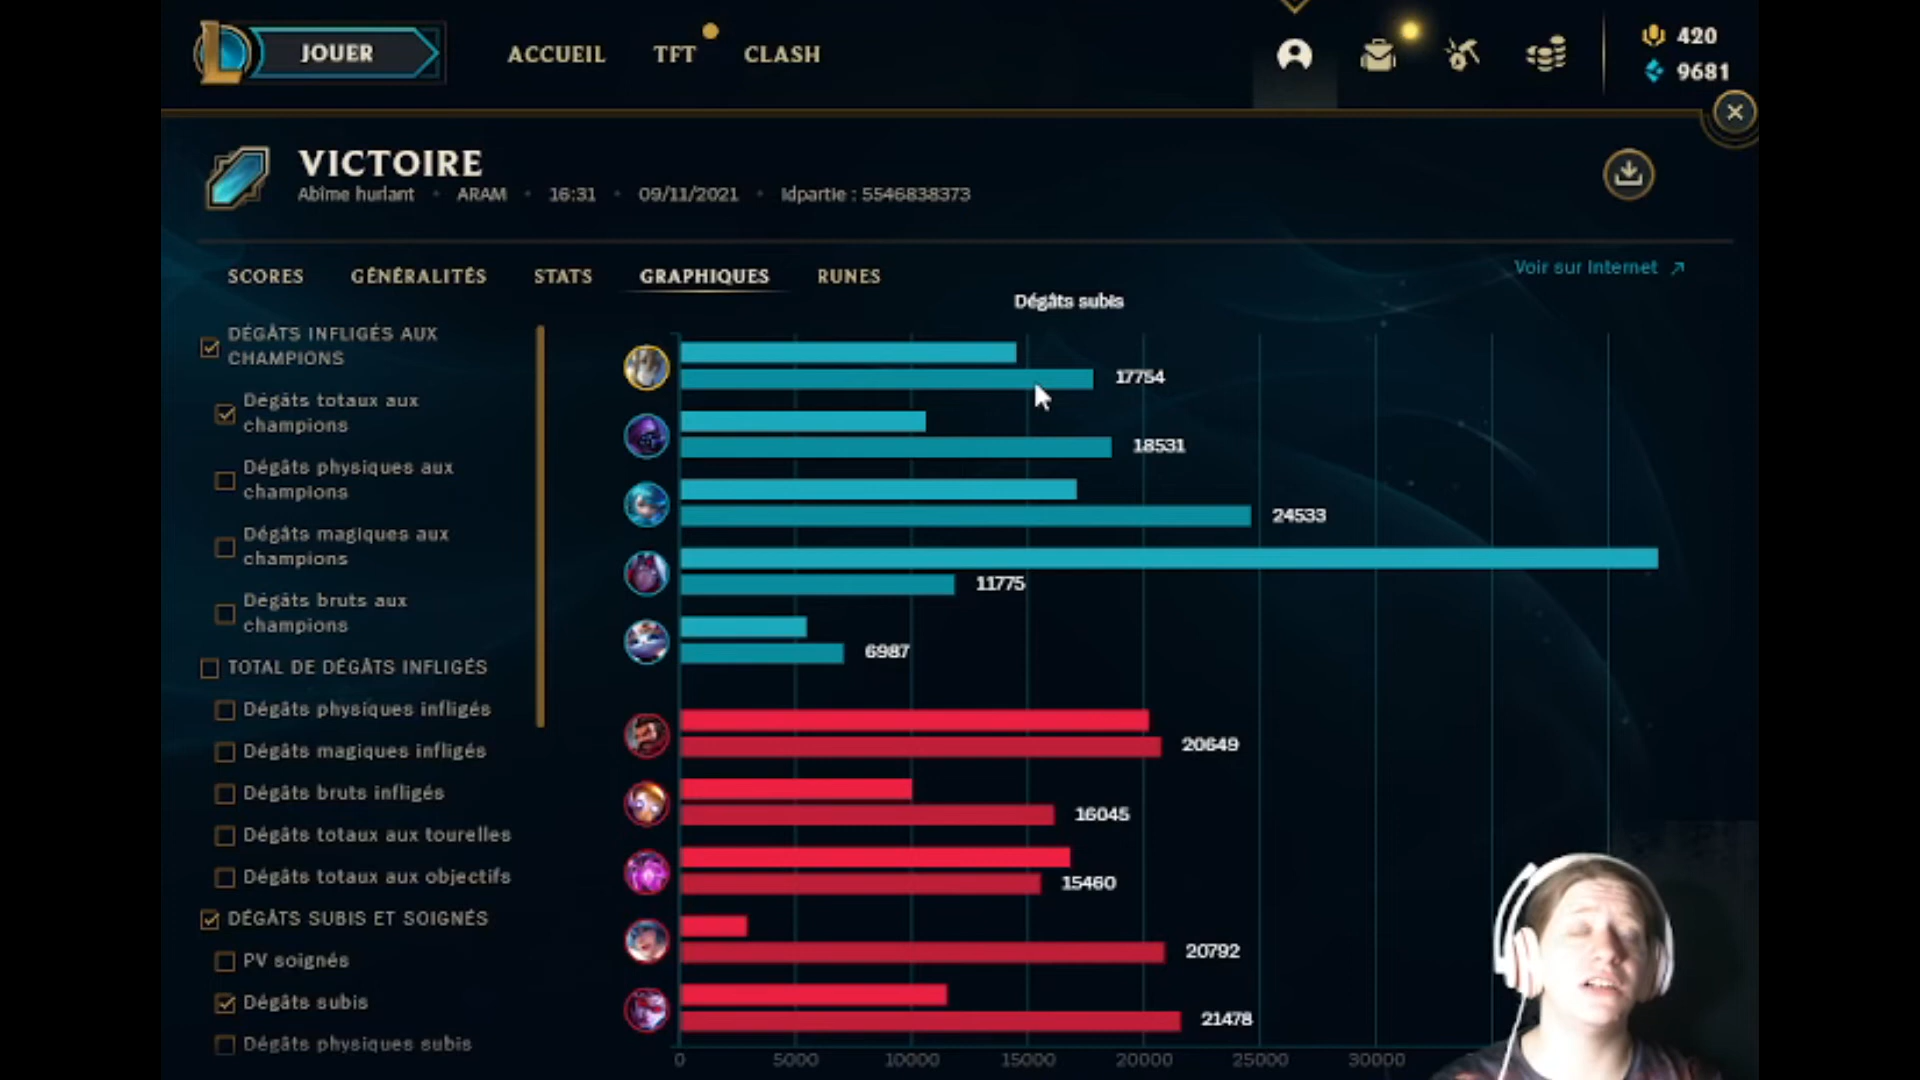 JOUER
ACCUEIL
TFT
CLASH
420
9681
VICTOIRE
Abîme hurlant • ARAM • 16:31 • 09/11/2021 • Idpartie : 5546838373
SCORES
GÉNÉRALITÉS
STATS
GRAPHIQUES
RUNES
Voir sur Internet
DÉGÂTS INFLIGÉS AUX
CHAMPIONS
Dégâts totaux aux
champions
Dégâts physiques aux
champions
Dégâts magiques aux
champions
Dégâts bruts aux
champions
TOTAL DE DÉGÂTS INFLIGÉS
Dégâts physiques infligés
Dégâts magiques infligés
Dégâts bruts infligés
Dégâts totaux aux tourelles
Dégâts totaux aux objectifs
DÉGÂTS SUBIS ET SOIGNÉS
PV soignés
Dégâts subis
Dégâts physiques subis
Dégâts subis
17754
18531
24533
11775
6987
20649
16045
15460
20792
21478
0 5000 10000 15000 20000 25000 30000